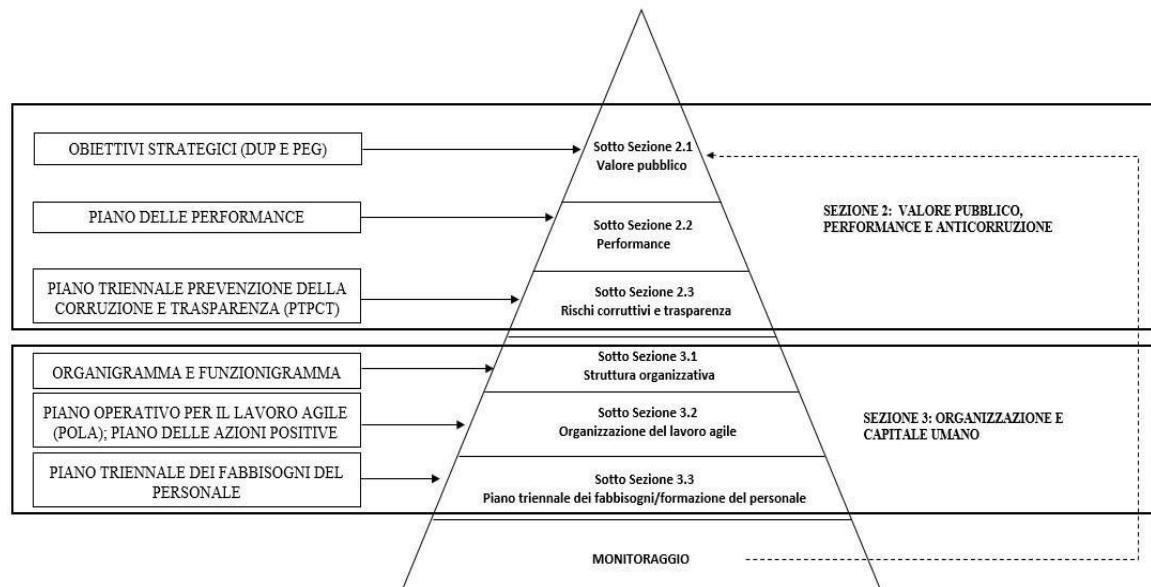 OBIETTIVI STRATEGICI (DUP E PEG)
Sotto Sezione 2.1
Valore pubblico
PIANO DELLE PERFORMANCE
Sotto Sezione 2.2
Performance
SEZIONE 2: VALORE PUBBLICO,
PERFORMANCE E ANTICORRUZIONE
PIANO TRIENNALE PREVENZIONE DELLA
CORRUZIONE E TRASPARENZA (PTPCT)
Sotto Sezione 2.3
Rischi corruttivi e trasparenza
ORGANIGRAMMA E FUNZIONIGRAMMA
Sotto Sezione 3.1
Struttura organizzativa
PIANO OPERATIVO PER IL LAVORO AGILE
(POLA); PIANO DELLE AZIONI POSITIVE
Sotto Sezione 3.2
Organizzazione del lavoro agile
SEZIONE 3: ORGANIZZAZIONE E
CAPITALE UMANO
PIANO TRIENNALE DEI FABBISOGNI DEL
PERSONALE
Sotto Sezione 3.3
Piano triennale dei fabbisogni/formazione del personale
MONITORAGGIO